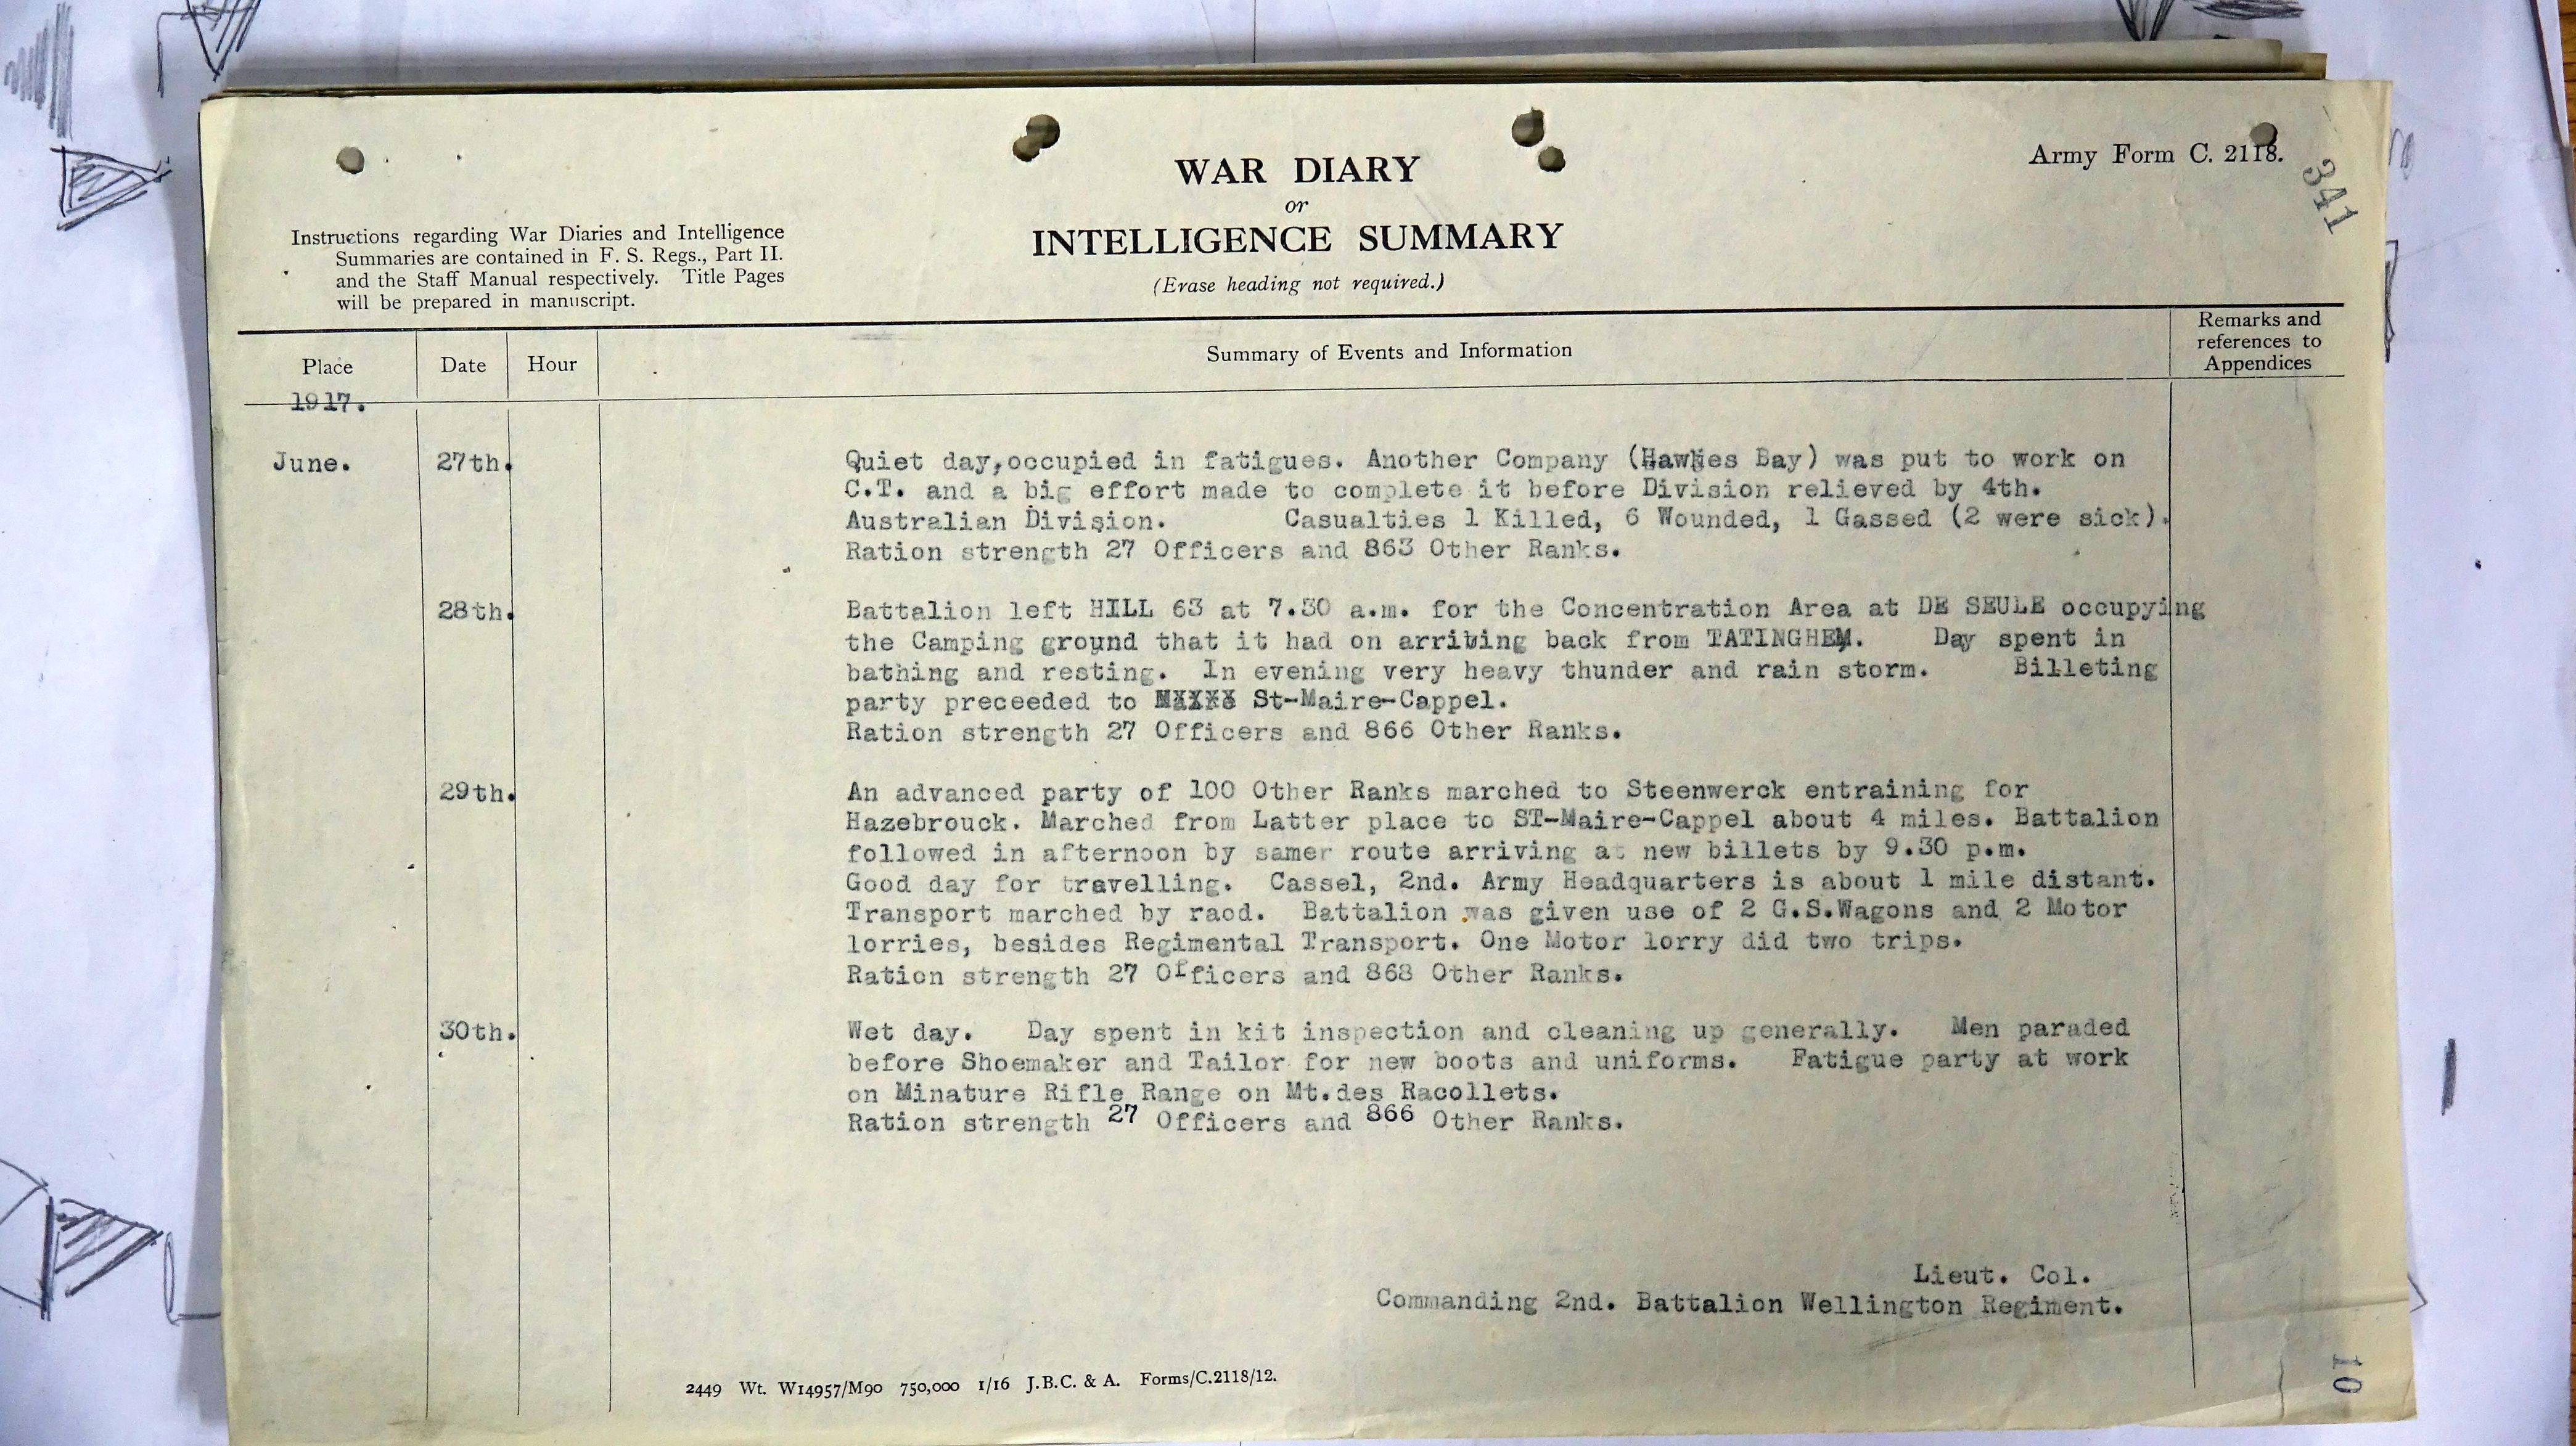 Army Form C. 2118.
341
WAR DIARY
or
INTELLIGENCE SUMMARY
(Erase heading not required.)
Instructions regarding War Diaries and Intelligence
Summaries are contained in F. S. Regs., Part II.
and the Staff Manual respectively. Title Pages
will be prepared in manuscript.
Place
Date
Hour
Summary of Events and Information
Remarks and
references to
Appendices
1917.
June. 27th. Quiet day,occupied in fatigues. Another Company (Hawkes Bay) was put to work on
C.T. and a big effort made to complete it before Division relieved by 4th.
Australian Division. Casualties 1 Killed, 6 Wounded, 1 Gassed (2 were sick).
Ration strength 27 Officers and 863 Other Ranks.
28th. Battalion left HILL 63 at 7.30 a.m. for the Concentration Area at DE SEULE occupying
the Camping ground that it had on arriving back from TATINGHEM. Day spent in
bathing and resting. In evening very heavy thunder and rain storm. Billeting
party preceeded to St-Maire-Cappel.
Ration strength 27 Officers and 866 Other Ranks.
29th. An advanced party of 100 Other Ranks marched to Steenwerck entraining for
Hazebrouck. Marched from Latter place to ST-Maire-Cappel about 4 miles. Battalion
followed in afternoon by samer route arriving at new billets by 9.30 p.m.
Good day for travelling. Cassel, 2nd. Army Headquarters is about 1 mile distant.
Transport marched by raod. Battalion was given use of 2 G.S.Wagons and 2 Motor
lorries, besides Regimental Transport. One Motor lorry did two trips.
Ration strength 27 Officers and 868 Other Ranks.
30th. Wet day. Day spent in kit inspection and cleaning up generally. Men paraded
before Shoemaker and Tailor for new boots and uniforms. Fatigue party at work
on Minature Rifle Range on Mt.des Racollets.
Ration strength 27 Officers and 866 Other Ranks.
Lieut. Col.
Commanding 2nd. Battalion Wellington Regiment.
2449 Wt. W14957/M90 750,000 1/16 J.B.C. & A. Forms/C.2118/12.
10